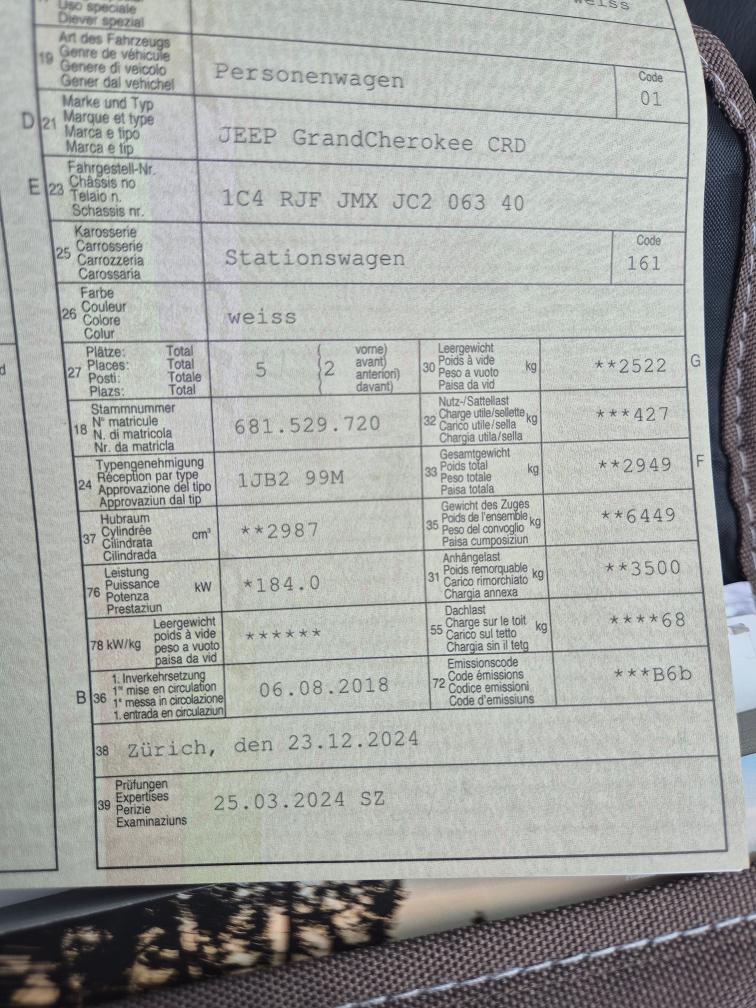 Uso speciale
Diever spezial
weiss
19 Art des Fahrzeugs
Genre de véhicule
Genere di veicolo
Gener dal vehichel
Personenwagen
Code
01
D 21 Marke und Typ
Marque et type
Marca e tipo
Marca e tip
JEEP GrandCherokee CRD
E 23 Fahrgestell-Nr.
Châssis no
Telaio n.
Schassis nr.
1C4 RJF JMX JC2 063 40
25 Karosserie
Carrosserie
Carrozzeria
Carossaria
Stationswagen
Code
161
26 Farbe
Couleur
Colore
Colur
weiss
27 Plätze: Total
Places: Total
Posti: Totale
Plazs: Total
5 (2 vorne)
avant)
anteriori)
davant)
30 Leergewicht
Poids à vide
Peso a vuoto
Paisa da vid
kg
**2522
G
18 Stammnummer
N° matricule
N. di matricola
Nr. da matricla
681.529.720
32 Nutz-/Sattellast
Charge utile/sellette
Carico utile/sella
Chargia utila/sella
kg
***427
24 Typengenehmigung
Réception par type
Approvazione del tipo
Approvaziun dal tip
1JB2 99M
33 Gesamtgewicht
Poids total
Peso totale
Paisa totala
kg
**2949
F
37 Hubraum
Cylindrée
Cilindrata
Cilindrada
cm³
**2987
35 Gewicht des Zuges
Poids de l'ensemble
Peso del convoglio
Paisa cumposiziun
kg
**6449
76 Leistung
Puissance
Potenza
Prestaziun
kW
*184.0
31 Anhängelast
Poids remorquable
Carico rimorchiato
Chargia annexa
kg
**3500
78 kW/kg Leergewicht
poids à vide
peso a vuoto
paisa da vid
******
55 Dachlast
Charge sur le toit
Carico sul tetto
Chargia sin il tetg
kg
****68
B 36 1. Inverkehrsetzung
1re mise en circulation
1a messa in circolazione
1. entrada en circulaziun
06.08.2018
72 Emissionscode
Code émissions
Codice emissioni
Code d'emissiuns
***B6b
38 Zürich, den 23.12.2024
39 Prüfungen
Expertises
Perizie
Examinaziuns
25.03.2024 SZ